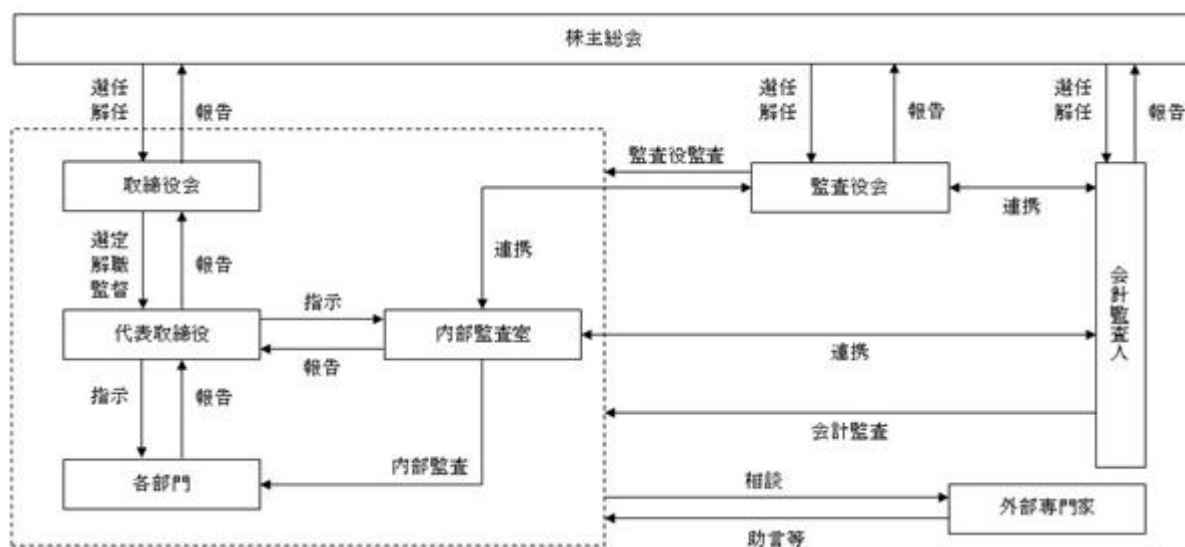 株主総会
選任
解任
報告
選任
解任
報告
選任
解任
報告
取締役会
監査役監査
監査役会
連携
選定
解職
監督
報告
連携
代表取締役
指示
報告
内部監査室
連携
会計監査人
指示
報告
内部監査
会計監査
各部門
相談
助言等
外部専門家